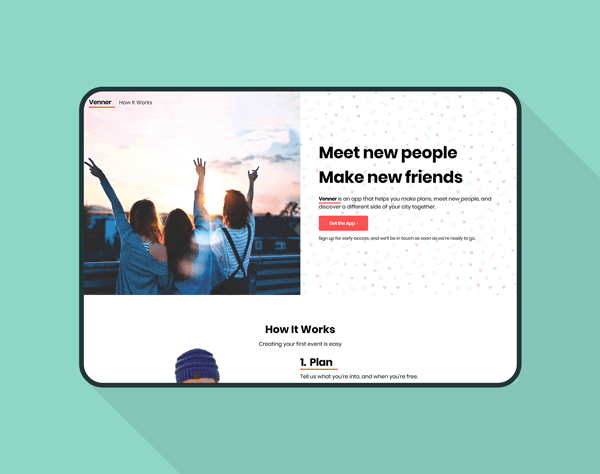 Venner How It Works
Meet new people
Make new friends
Venner is an app that helps you make plans, meet new people, and
discover a different side of your city together.
Get the App >
Sign up for early access, and we'll be in touch as soon as we're ready to go.
How It Works
Creating your first event is easy
1. Plan
Tell us what you're into, and when you're free.